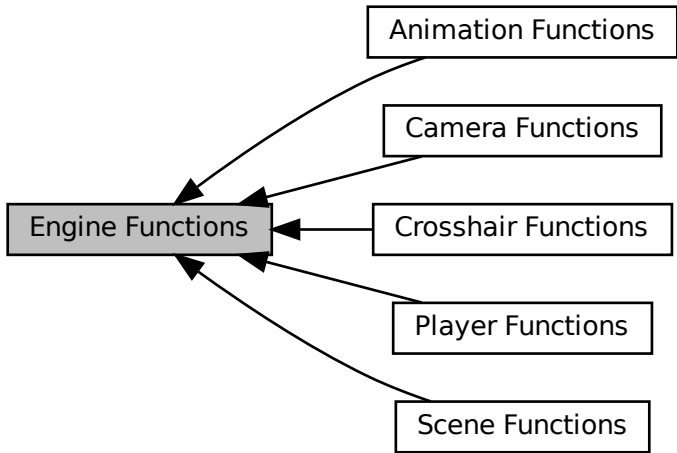 Animation Functions
Camera Functions
Engine Functions
Crosshair Functions
Player Functions
Scene Functions